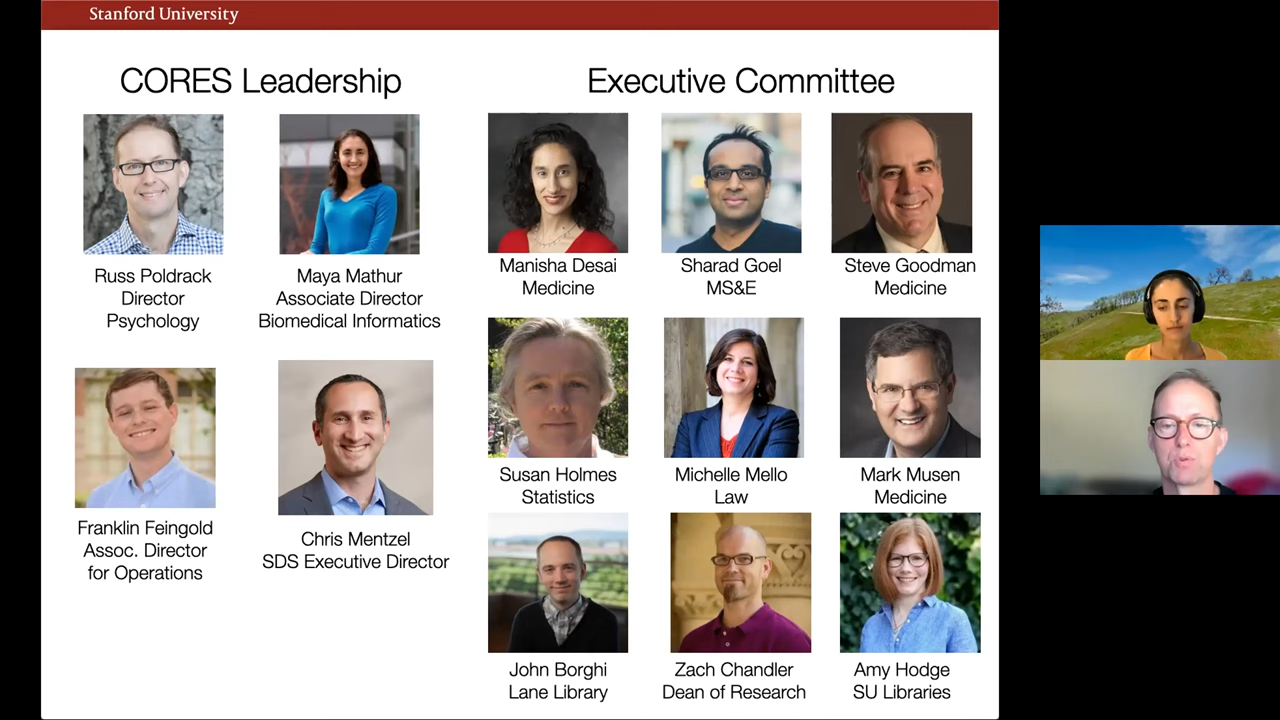 Stanford University
CORES Leadership
Executive Committee
Russ Poldrack
Director
Psychology
Maya Mathur
Associate Director
Biomedical Informatics
Franklin Feingold
Assoc. Director
for Operations
Chris Mentzel
SDS Executive Director
Manisha Desai
Medicine
Sharad Goel
MS&E
Steve Goodman
Medicine
Susan Holmes
Statistics
Michelle Mello
Law
Mark Musen
Medicine
John Borghi
Lane Library
Zach Chandler
Dean of Research
Amy Hodge
SU Libraries